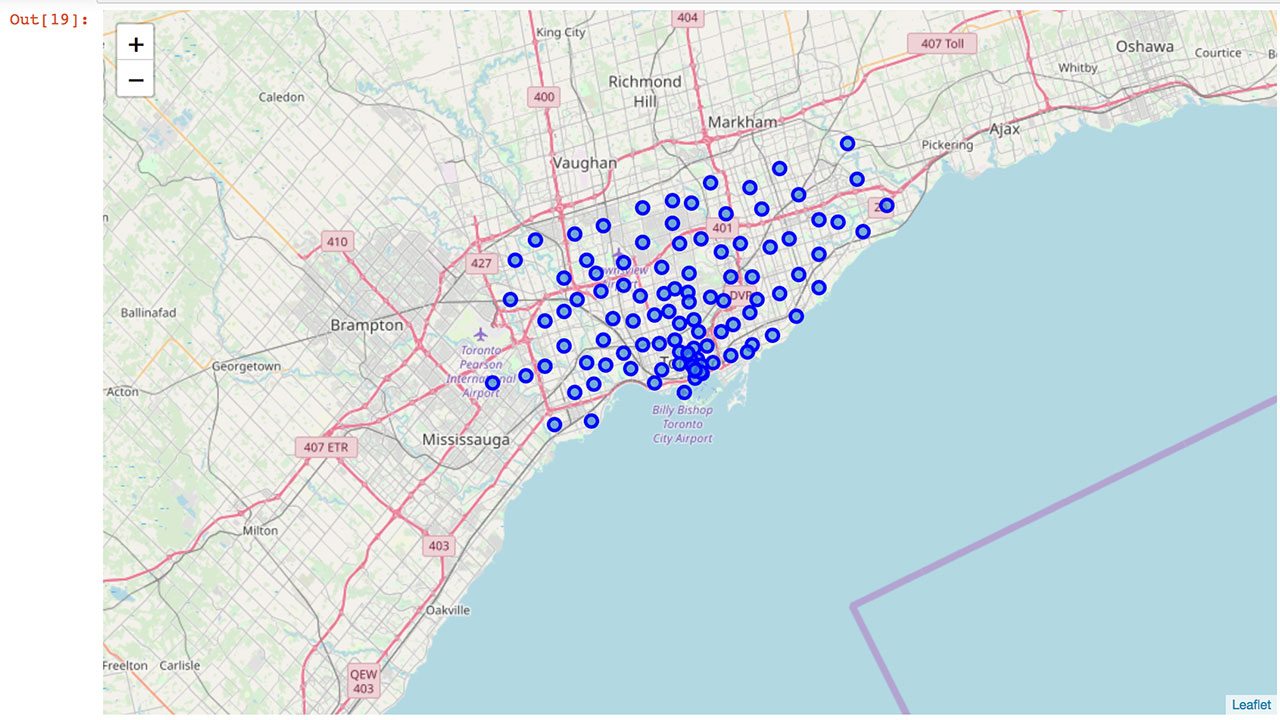 Out[19]:
+
−
King City
404
407 Toll
Oshawa
Courtice
Whitby
Richmond
Hill
Caledon
400
Markham
Ajax
Pickering
Vaughan
401
410
427
DVP
Ballinafad
Brampton
Toronto
Pearson
International
Airport
Georgetown
Acton
Billy Bishop
Toronto
City Airport
Mississauga
407 ETR
Milton
403
Oakville
Freelton
Carlisle
QEW
403
Leaflet